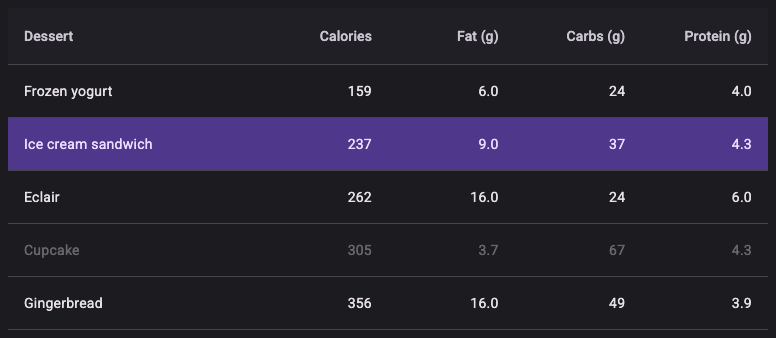 Dessert Calories Fat (g) Carbs (g) Protein (g)
Frozen yogurt 159 6.0 24 4.0
Ice cream sandwich 237 9.0 37 4.3
Eclair 262 16.0 24 6.0
Cupcake 305 3.7 67 4.3
Gingerbread 356 16.0 49 3.9